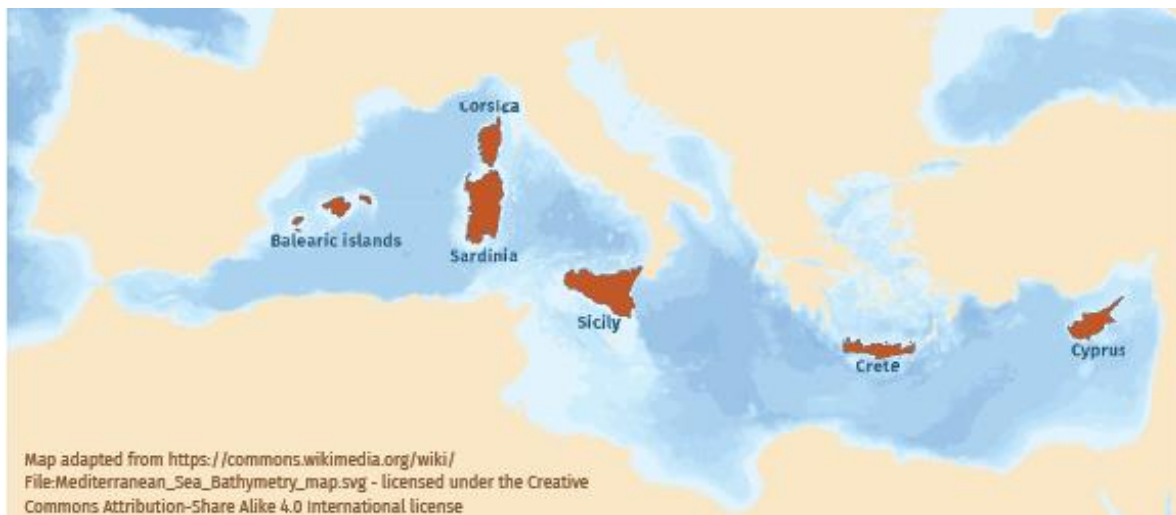 Corsica
Balearic islands
Sardinia
Sicily
Crete
Cyprus
Map adapted from https://commons.wikimedia.org/wiki/
File:Mediterranean_Sea_Bathymetry_map.svg - licensed under the Creative
Commons Attribution-Share Alike 4.0 International license